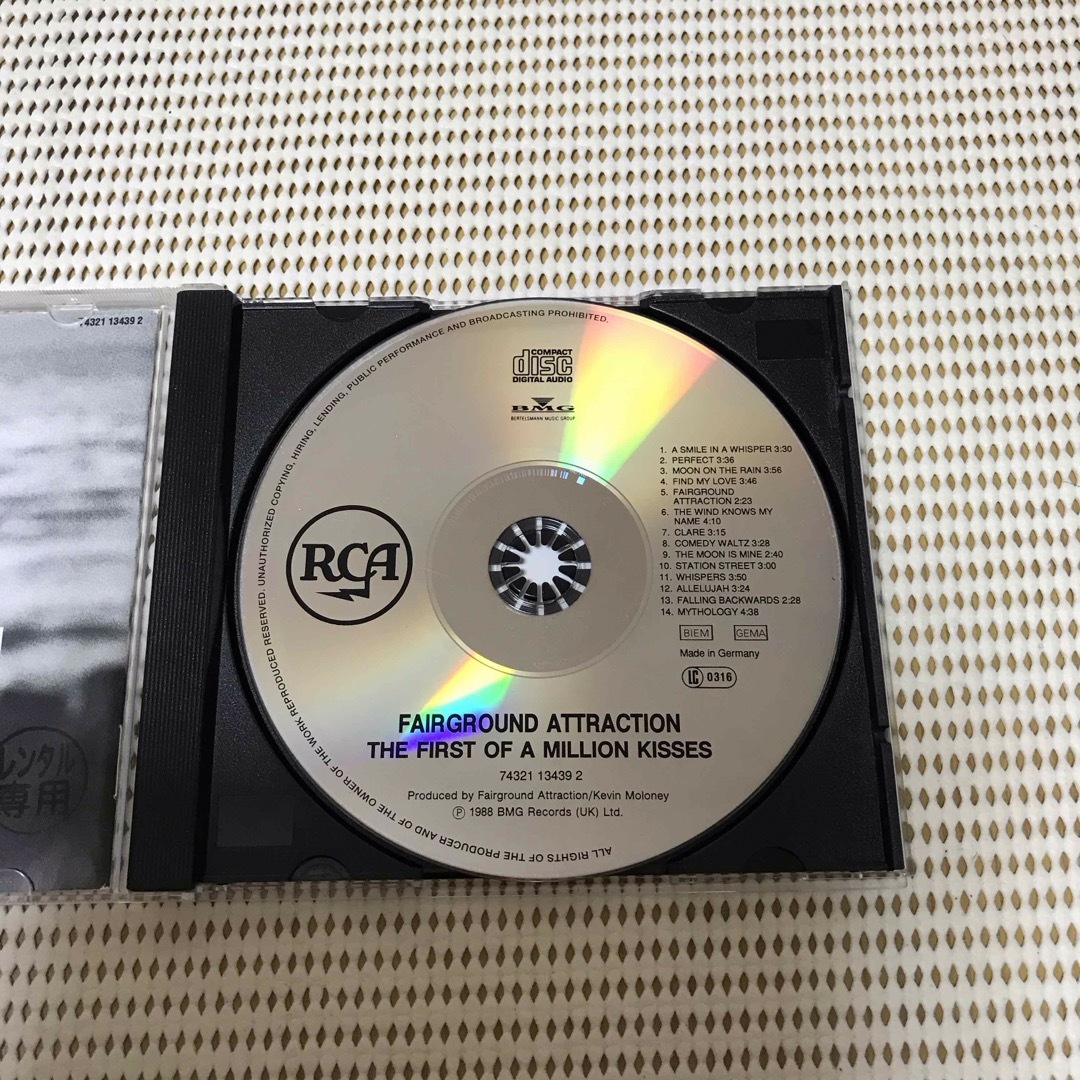 74321 13439 2
レンタル
専用
ALL RIGHTS OF THE PRODUCER AND OF THE OWNER OF THE WORK REPRODUCED RESERVED. UNAUTHORIZED COPYING, HIRING, LENDING, PUBLIC PERFORMANCE AND BROADCASTING PROHIBITED.
COMPACT
disc
DIGITAL AUDIO
BMG
BERTELSMANN MUSIC GROUP
RCA
1. A SMILE IN A WHISPER 3:30
2. PERFECT 3:36
3. MOON ON THE RAIN 3:56
4. FIND MY LOVE 3:46
5. FAIRGROUND
ATTRACTION 2:23
6. THE WIND KNOWS MY
NAME 4:10
7. CLARE 3:15
8. COMEDY WALTZ 3:28
9. THE MOON IS MINE 2:40
10. STATION STREET 3:00
11. WHISPERS 3:50
12. ALLELUJAH 3:24
13. FALLING BACKWARDS 2:28
14. MYTHOLOGY 4:38
BIEM GEMA
Made in Germany
LC 0316
FAIRGROUND ATTRACTION
THE FIRST OF A MILLION KISSES
74321 13439 2
Produced by Fairground Attraction/Kevin Moloney
Ⓟ 1988 BMG Records (UK) Ltd.